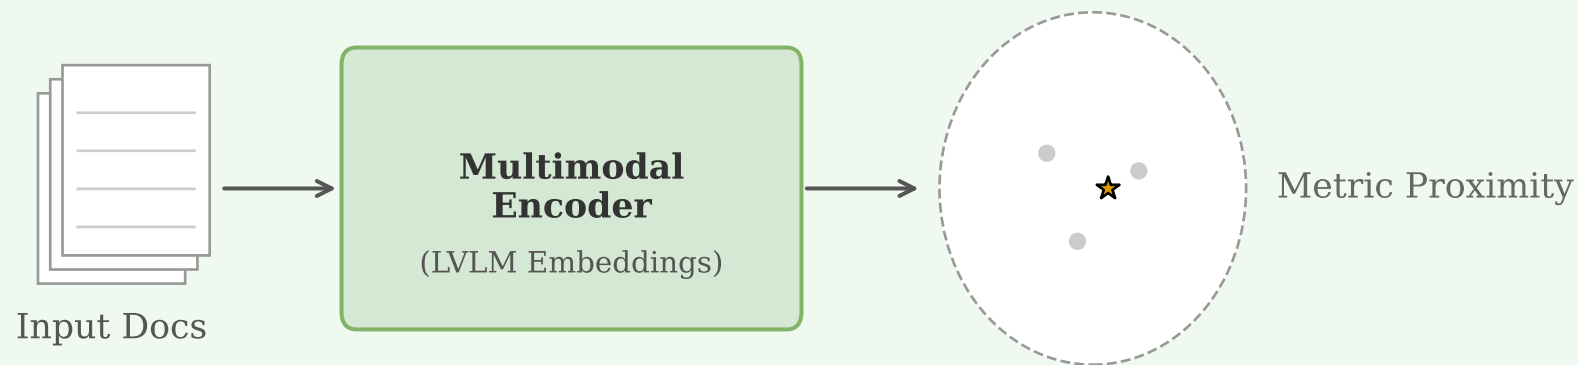 Input Docs
Multimodal
Encoder
(LVLM Embeddings)
Metric Proximity